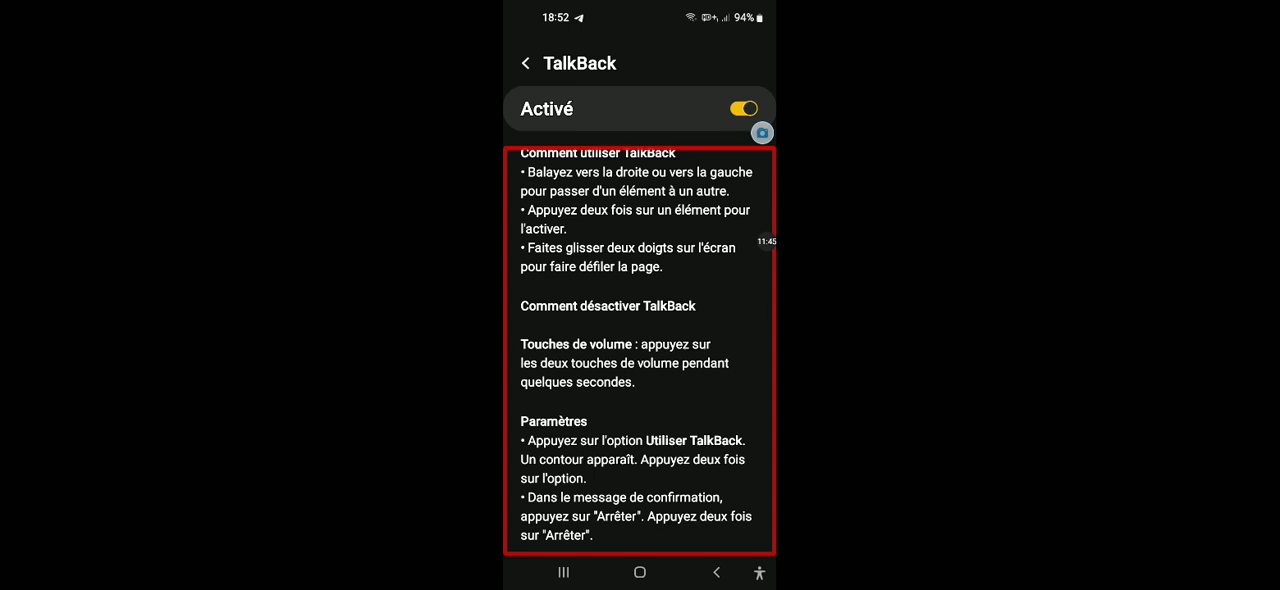 18:52 94%
TalkBack
Activé
Comment utiliser TalkBack
• Balayez vers la droite ou vers la gauche
pour passer d'un élément à un autre.
• Appuyez deux fois sur un élément pour
l'activer.
11:45
• Faites glisser deux doigts sur l'écran
pour faire défiler la page.
Comment désactiver TalkBack
Touches de volume : appuyez sur
les deux touches de volume pendant
quelques secondes.
Paramètres
• Appuyez sur l'option Utiliser TalkBack.
Un contour apparaît. Appuyez deux fois
sur l'option.
• Dans le message de confirmation,
appuyez sur "Arrêter". Appuyez deux fois
sur "Arrêter".